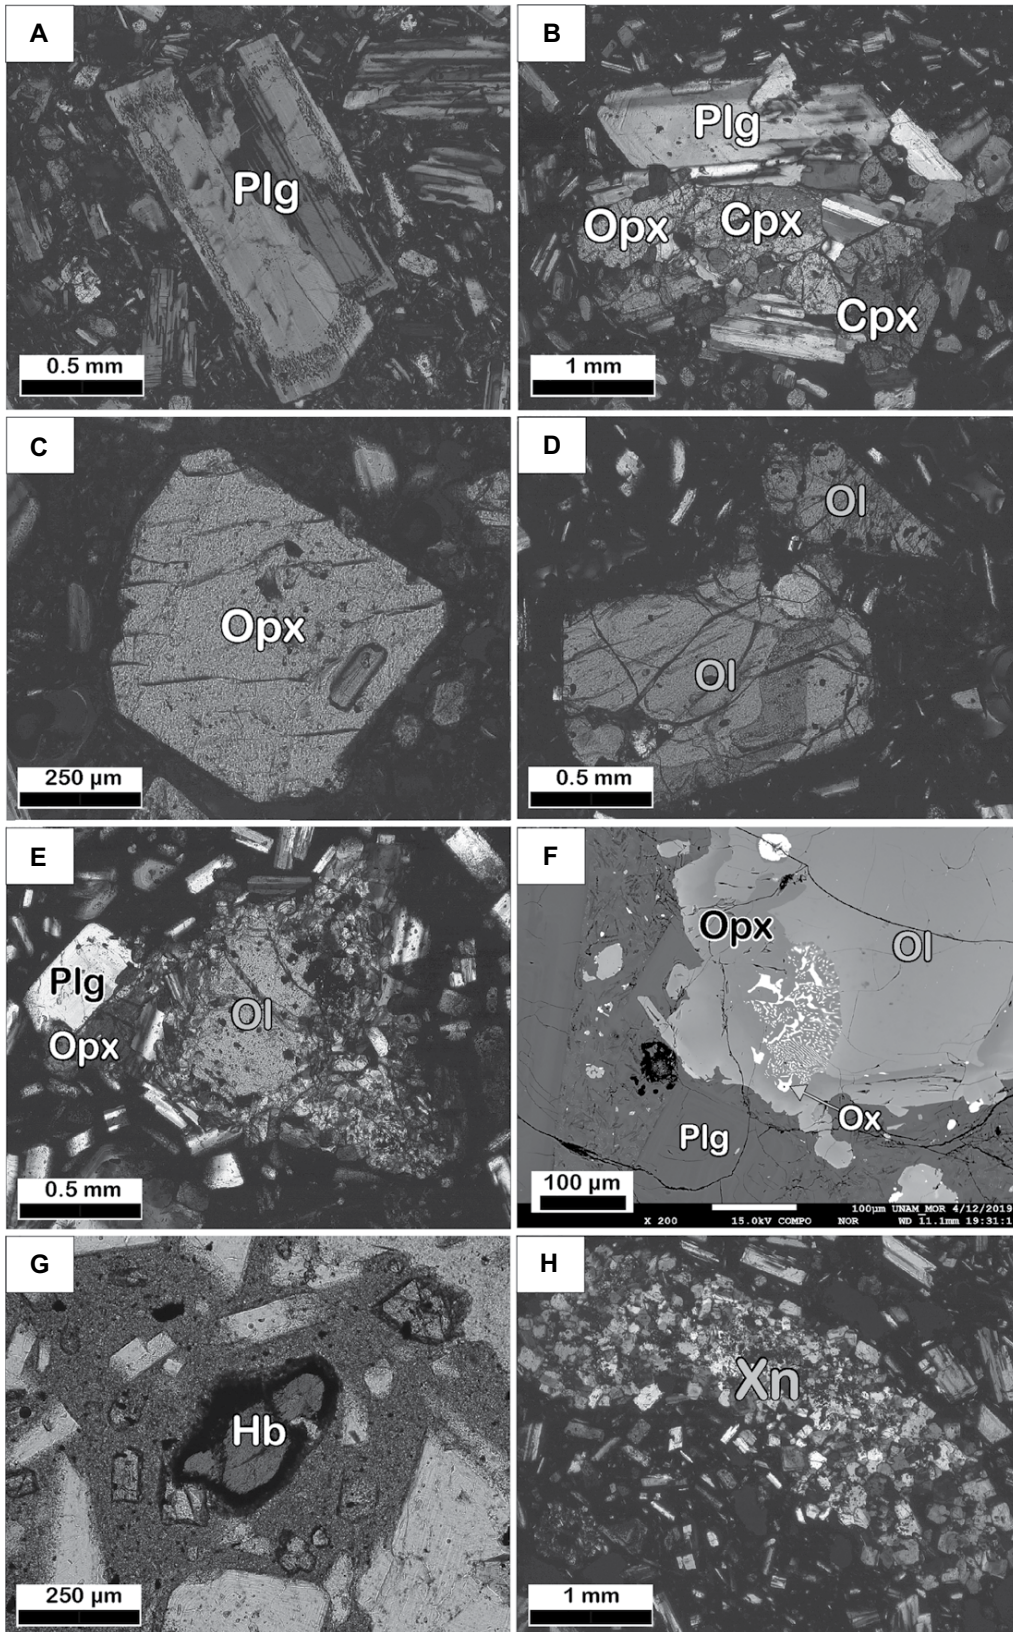 A
Plg
0.5 mm
B
Plg
Opx
Cpx
Cpx
1 mm
C
Opx
250 µm
D
Ol
Ol
0.5 mm
E
Plg
Opx
Ol
0.5 mm
F
Opx
Ol
Ox
Plg
100 µm
100µm UNAM_MOR 4/12/2019
X 200 15.0kV COMPO NOR WD 11.1mm 19:31:1
G
Hb
250 µm
H
Xn
1 mm